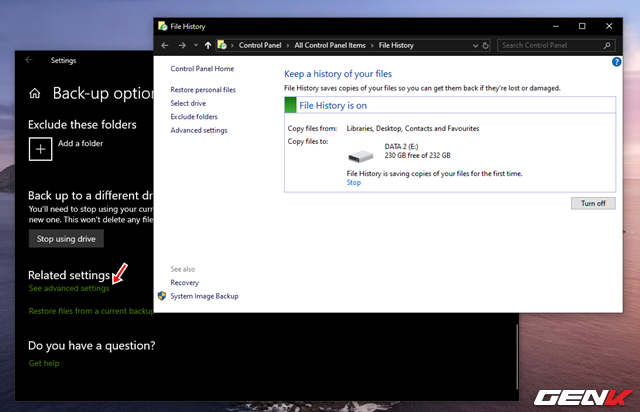 File History
Control Panel
All Control Panel Items
File History
Search Control Panel
Control Panel Home
Restore personal files
Select drive
Exclude folders
Advanced settings
See also
Recovery
System Image Backup
Keep a history of your files
File History saves copies of your files so you can get them back if they're lost or damaged.
File History is on
Copy files from: Libraries, Desktop, Contacts and Favourites
Copy files to: DATA 2 (E:)
230 GB free of 232 GB
File History is saving copies of your files for the first time.
Stop
Turn off
Settings
Back-up option
Exclude these folders
Add a folder
Back up to a different dr
You'll need to stop using your curr
new one. This won't delete any file
Stop using drive
Related settings
See advanced settings
Restore files from a current backup
Do you have a question?
Get help
GENK